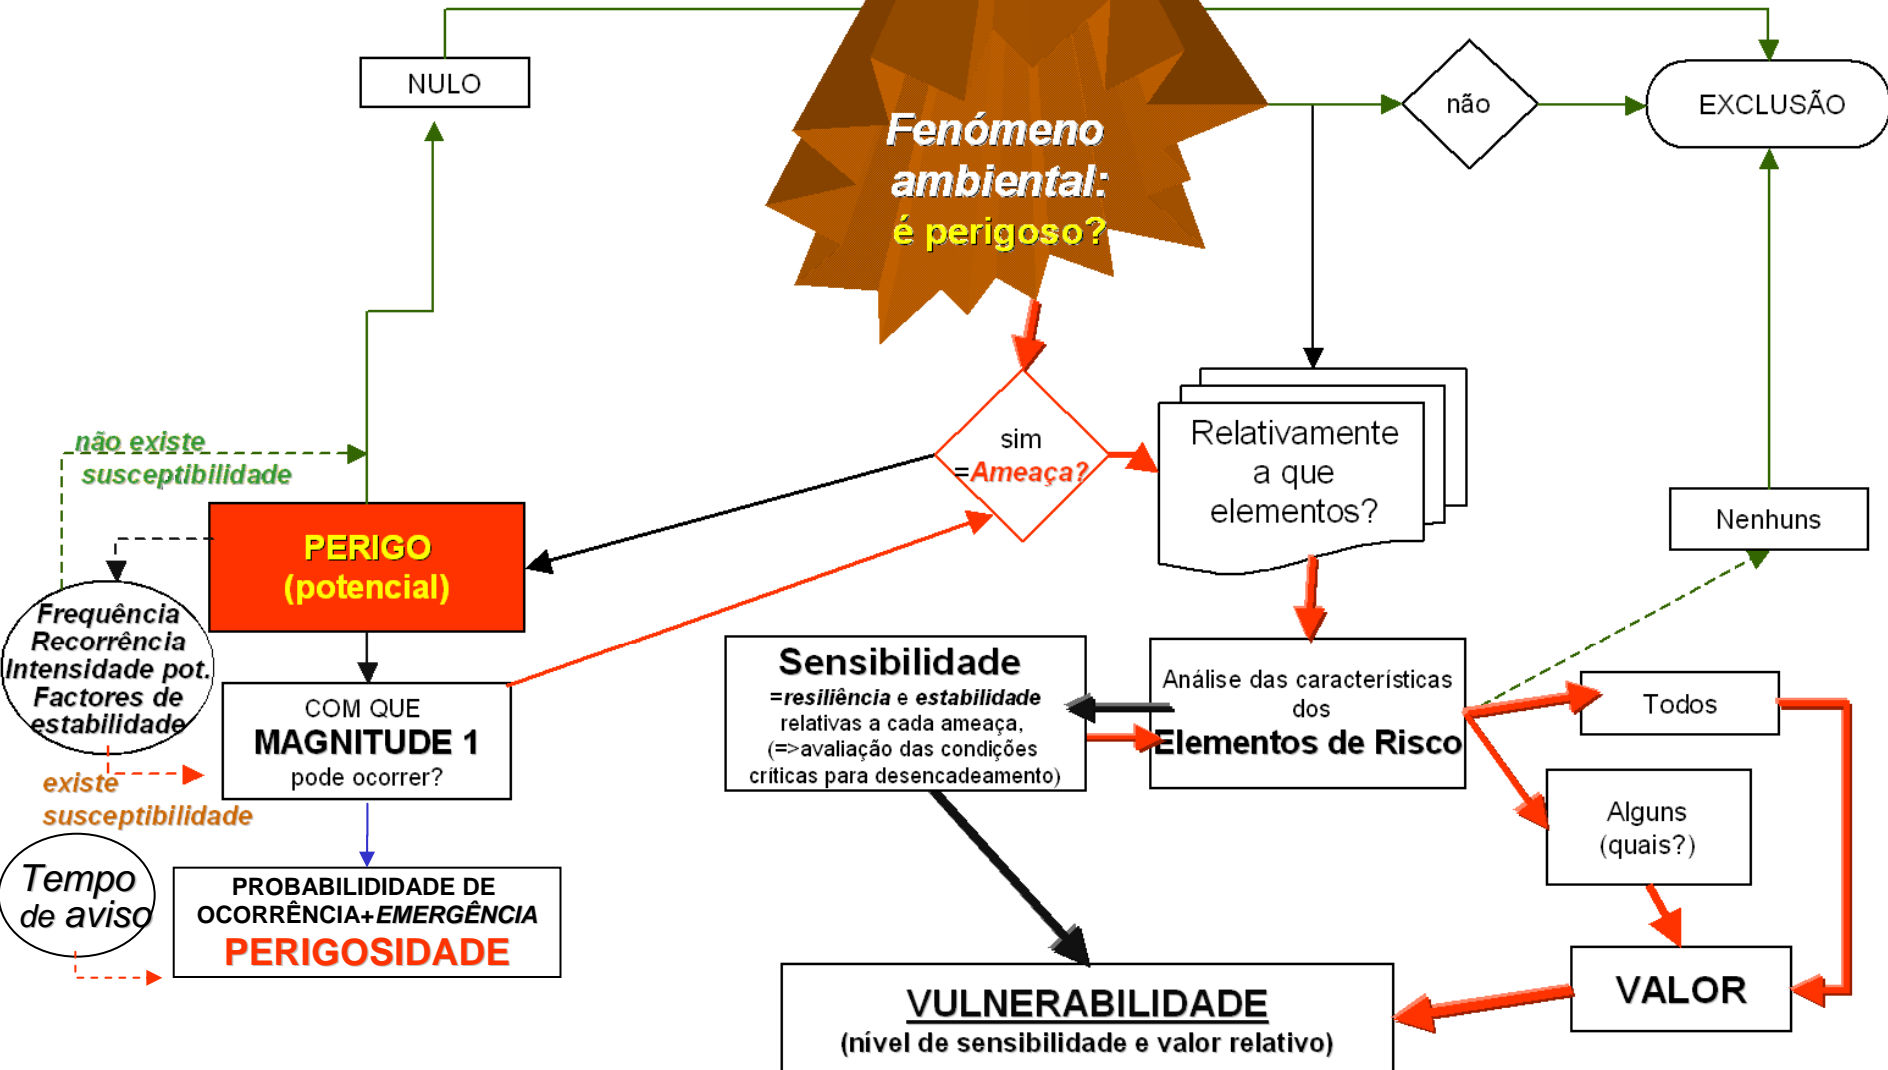 NULO
Fenómeno
ambiental:
é perigoso?
não
EXCLUSÃO
sim
=Ameaça?
Relativamente
a que
elementos?
não existe
susceptibilidade
PERIGO
(potencial)
Nenhuns
Frequência
Recorrência
Intensidade pot.
Factores de
estabilidade
COM QUE
MAGNITUDE 1
pode ocorrer?
Sensibilidade
=resiliência e estabilidade
relativas a cada ameaça,
(=>avaliação das condições
críticas para desencadeamento)
Análise das características
dos
Elementos de Risco
Todos
existe
susceptibilidade
Alguns
(quais?)
Tempo
de aviso
PROBABILIDIDADE DE
OCORRÊNCIA+EMERGÊNCIA
PERIGOSIDADE
VALOR
VULNERABILIDADE
(nível de sensibilidade e valor relativo)